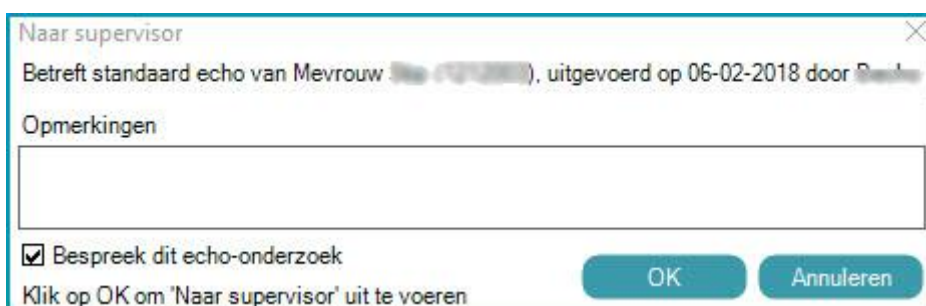 Naar supervisor
Betreft standaard echo van Mevrouw ), uitgevoerd op 06-02-2018 door
Opmerkingen
Bespreek dit echo-onderzoek
OK Annuleren
Klik op OK om 'Naar supervisor' uit te voeren